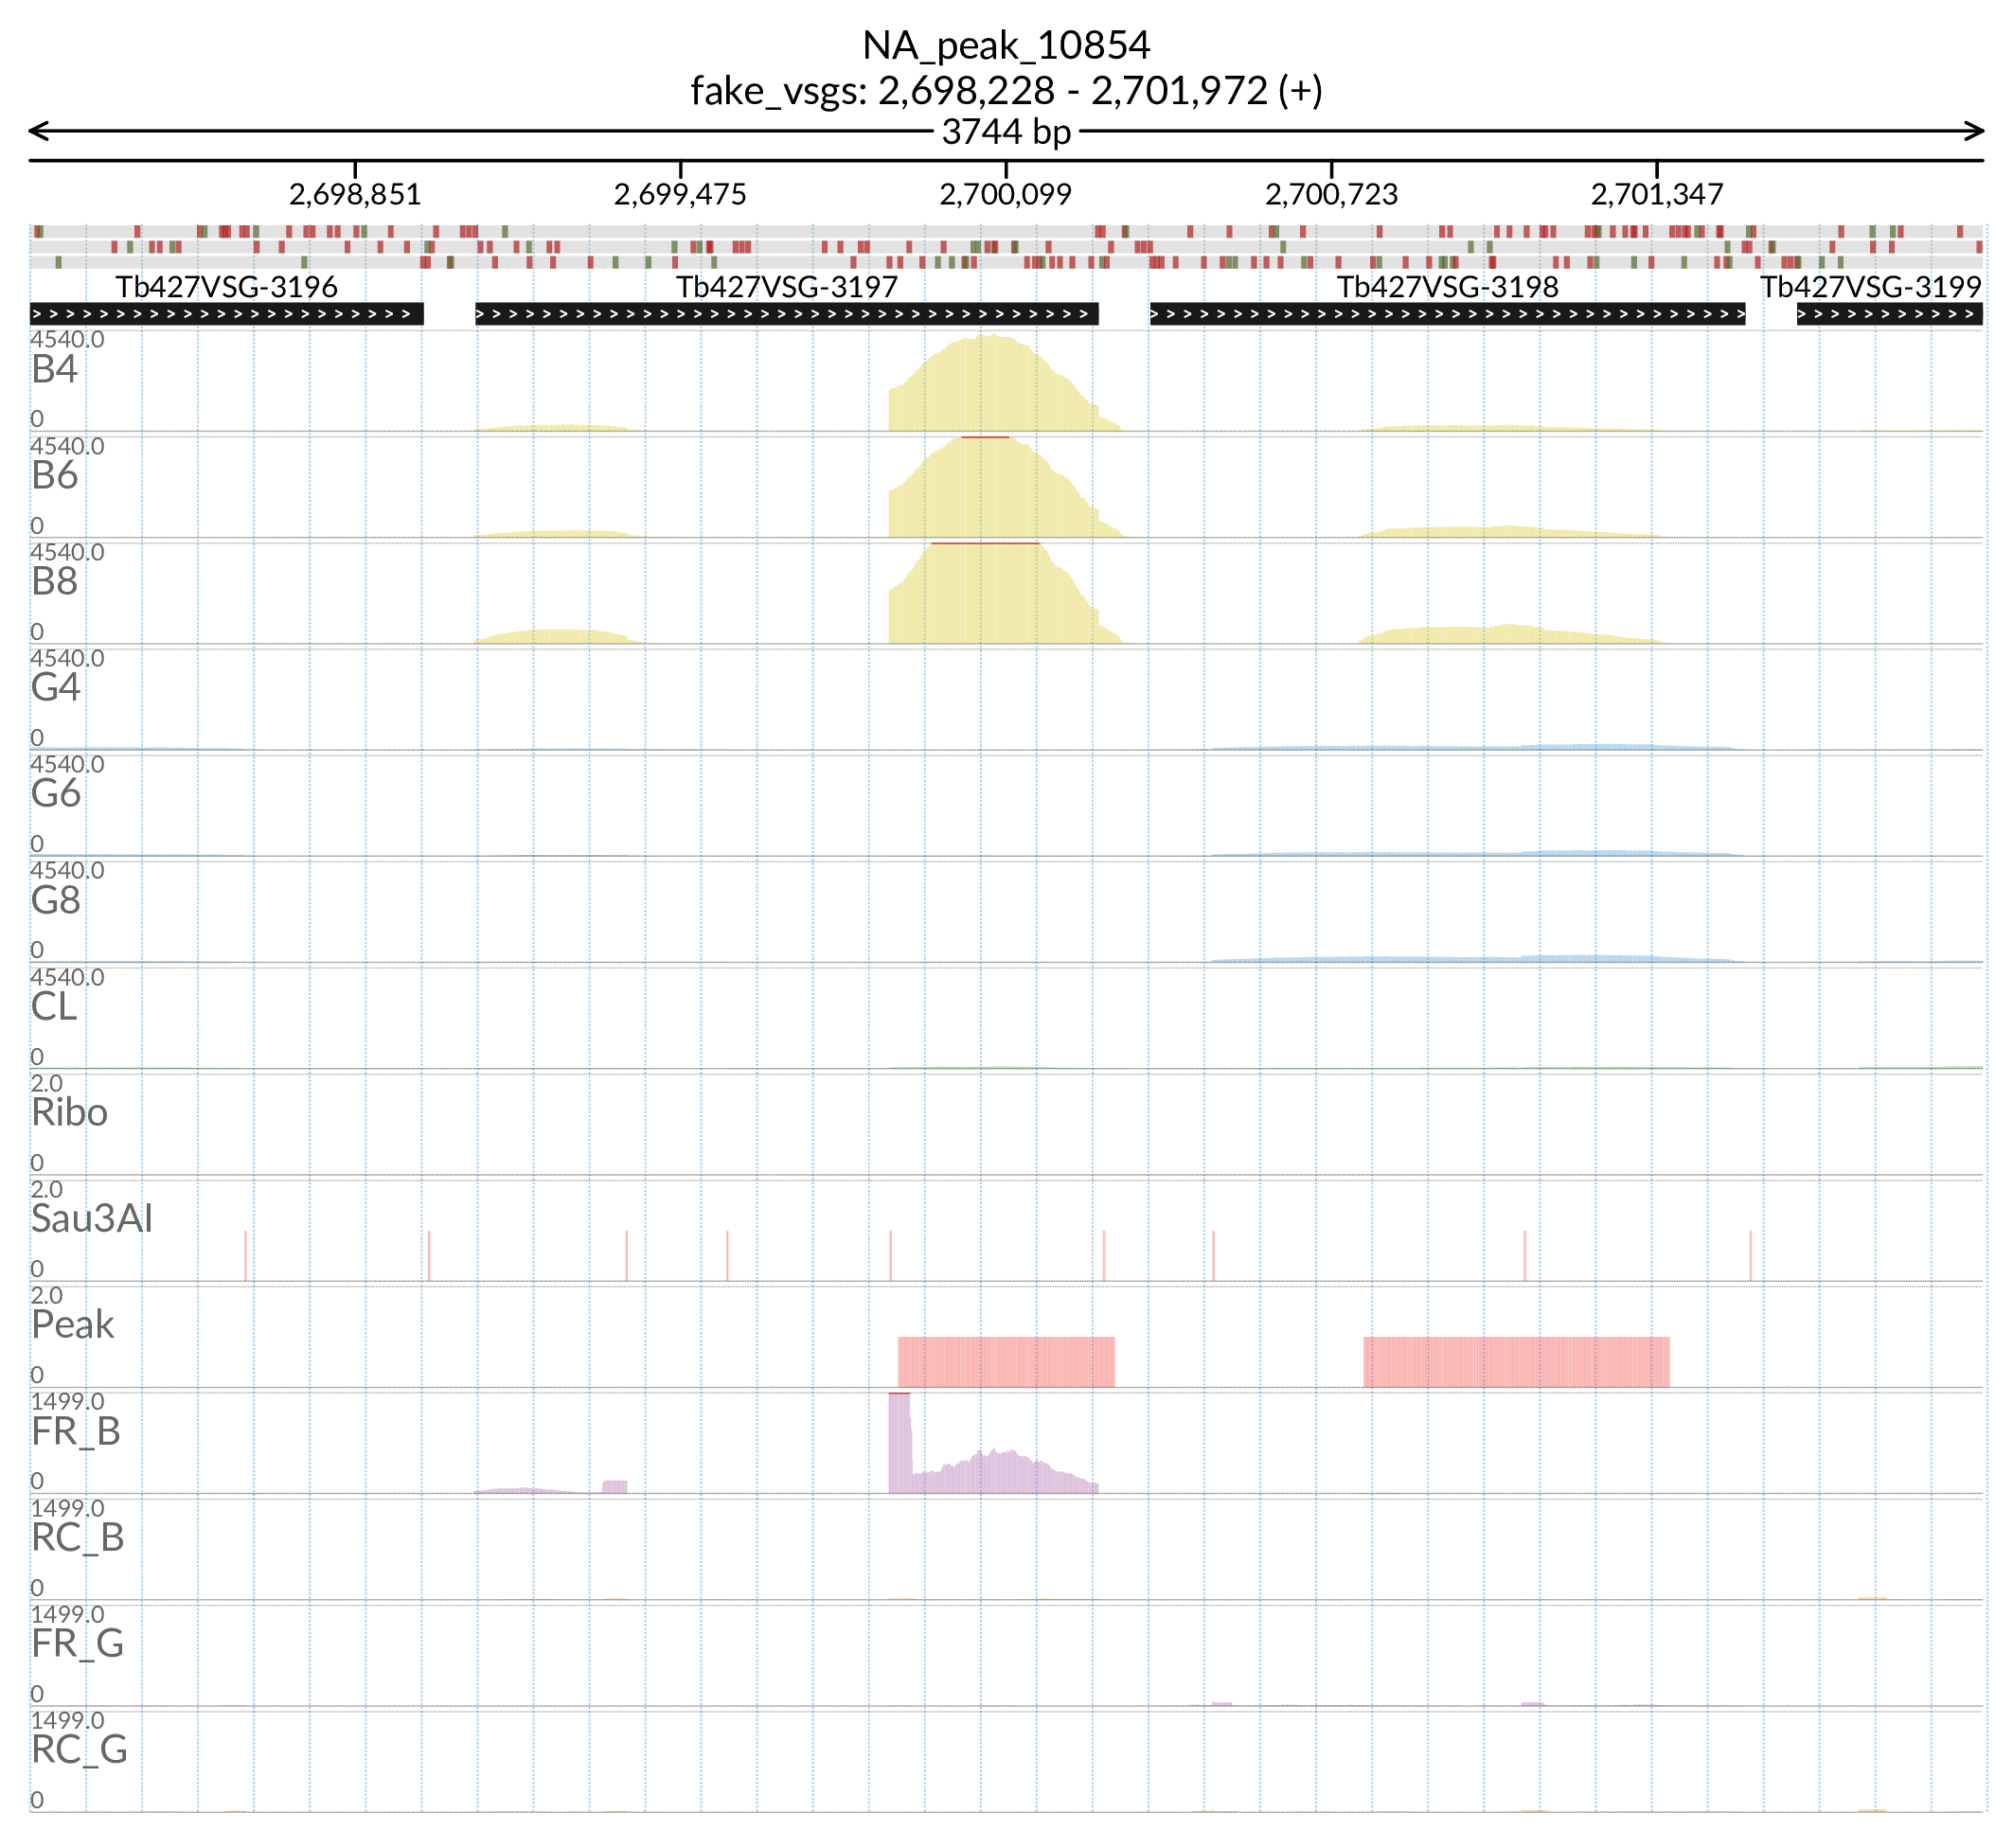 NA_peak_10854
fake_vsgs: 2,698,228 - 2,701,972 (+)
3744 bp
2,698,851 2,699,475 2,700,099 2,700,723 2,701,347
Tb427VSG-3196 Tb427VSG-3197 Tb427VSG-3198 Tb427VSG-3199
4540.0
B4
0
4540.0
B6
0
4540.0
B8
0
4540.0
G4
0
4540.0
G6
0
4540.0
G8
0
4540.0
CL
0
2.0
Ribo
0
2.0
Sau3AI
0
2.0
Peak
0
1499.0
FR_B
0
1499.0
RC_B
0
1499.0
FR_G
0
1499.0
RC_G
0